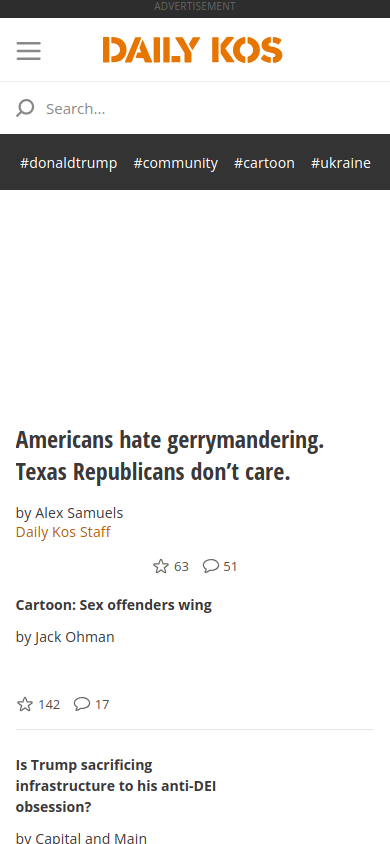 ADVERTISEMENT
DAILY KOS
Search...
#donaldtrump #community #cartoon #ukraine
Americans hate gerrymandering.
Texas Republicans don’t care.
by Alex Samuels
Daily Kos Staff
63 51
Cartoon: Sex offenders wing
by Jack Ohman
142 17
Is Trump sacrificing
infrastructure to his anti-DEI
obsession?
by Capital and Main